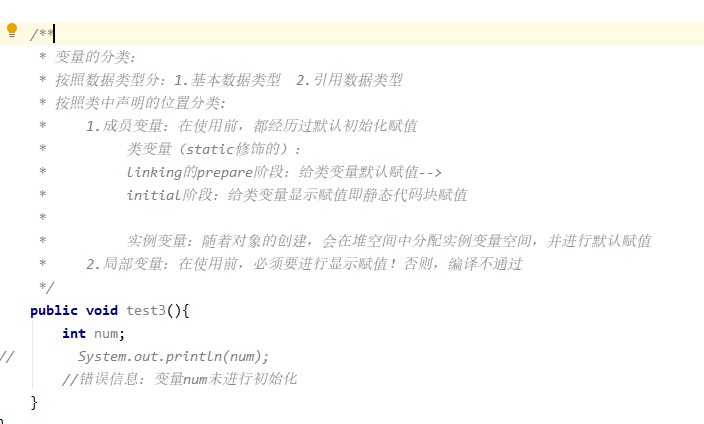 /**
* 变量的分类:
* 按照数据类型分: 1.基本数据类型 2.引用数据类型
* 按照类中声明的位置分类:
* 1.成员变量: 在使用前, 都经历过默认初始化赋值
* 类变量 (static修饰的) :
* linking的prepare阶段: 给类变量默认赋值-->
* initial阶段: 给类变量显示赋值即静态代码块赋值
*
* 实例变量: 随着对象的创建, 会在堆空间中分配实例变量空间, 并进行默认赋值
* 2.局部变量: 在使用前, 必须要进行显示赋值! 否则, 编译不通过
*/
public void test3(){
int num;
// System.out.println(num);
//错误信息: 变量num未进行初始化
}